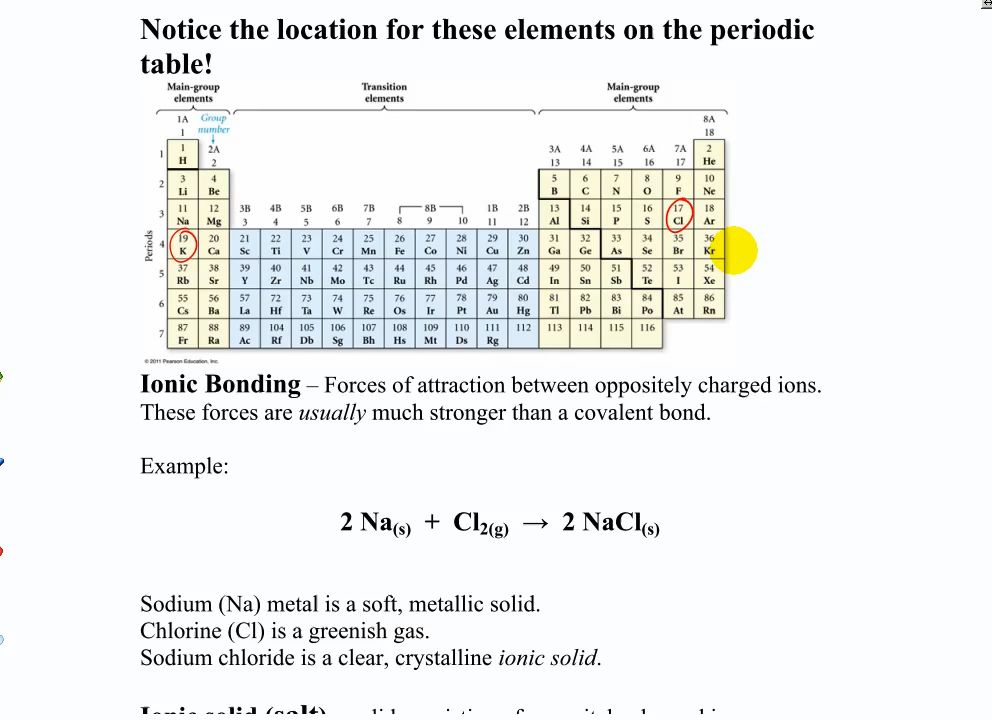 Notice the location for these elements on the periodic
table!
Main-group
elements
Transition
elements
Main-group
elements
1A Group 8A
1 number 18
1 2A 3A 4A 5A 6A 7A 2
1 H 2 13 14 15 16 17 He
3 4 5 6 7 8 9 10
2 Li Be B C N O F Ne
11 12 3B 4B 5B 6B 7B 8B 1B 2B 13 14 15 16 17 18
3 Na Mg 3 4 5 6 7 8 9 10 11 12 Al Si P S Cl Ar
19 20 21 22 23 24 25 26 27 28 29 30 31 32 33 34 35 36
4 K Ca Sc Ti V Cr Mn Fe Co Ni Cu Zn Ga Ge As Se Br Kr
Periods
37 38 39 40 41 42 43 44 45 46 47 48 49 50 51 52 53 54
5 Rb Sr Y Zr Nb Mo Tc Ru Rh Pd Ag Cd In Sn Sb Te I Xe
55 56 57 72 73 74 75 76 77 78 79 80 81 82 83 84 85 86
6 Cs Ba La Hf Ta W Re Os Ir Pt Au Hg Tl Pb Bi Po At Rn
87 88 89 104 105 106 107 108 109 110 111 112 113 114 115 116
7 Fr Ra Ac Rf Db Sg Bh Hs Mt Ds Rg
© 2011 Pearson Education, Inc.
Ionic Bonding – Forces of attraction between oppositely charged ions.
These forces are usually much stronger than a covalent bond.
Example:
2 Na(s) + Cl2(g) → 2 NaCl(s)
Sodium (Na) metal is a soft, metallic solid.
Chlorine (Cl) is a greenish gas.
Sodium chloride is a clear, crystalline ionic solid.
Ionic solid (salt)